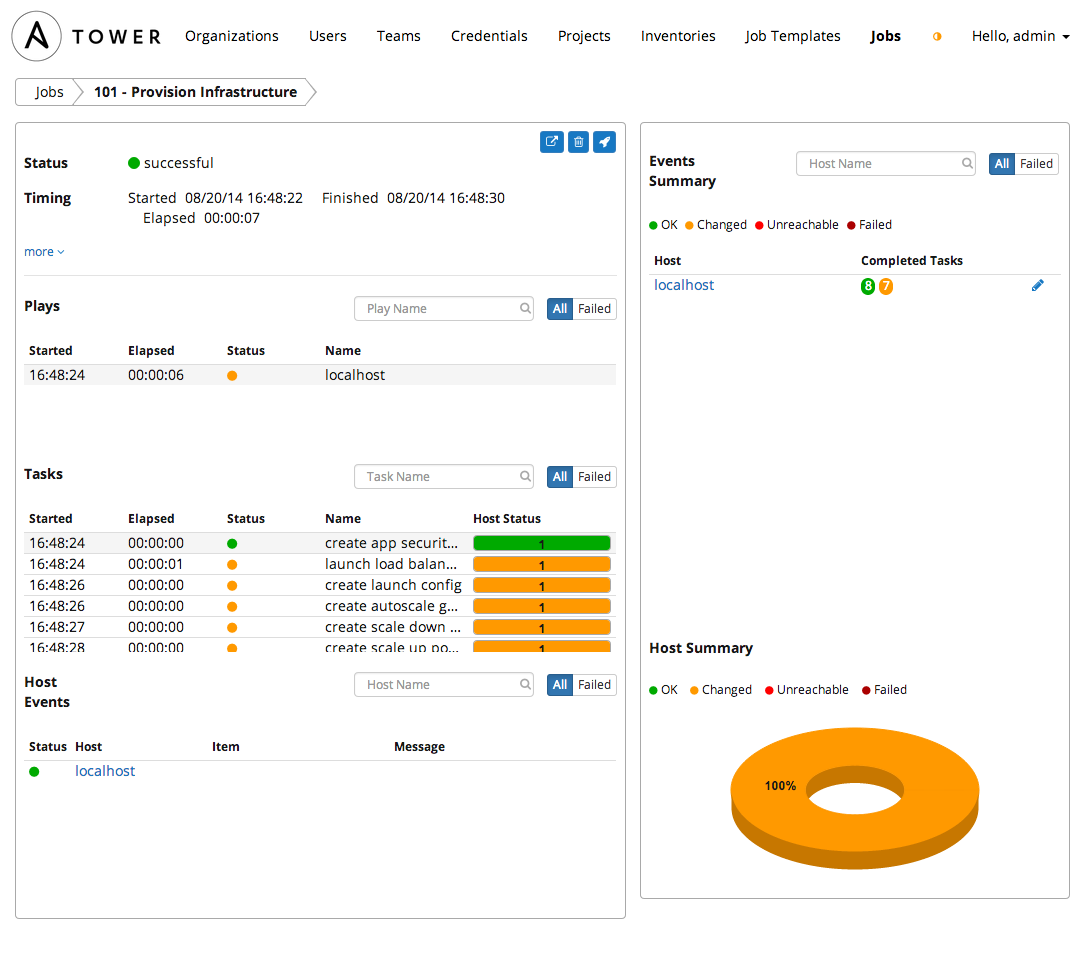 TOWER Organizations Users Teams Credentials Projects Inventories Job Templates Jobs Hello, admin
Jobs 101 - Provision Infrastructure
Status successful
Timing Started 08/20/14 16:48:22 Finished 08/20/14 16:48:30
Elapsed 00:00:07
more
Plays Play Name All Failed
Started Elapsed Status Name
16:48:24 00:00:06 localhost
Tasks Task Name All Failed
Started Elapsed Status Name Host Status
16:48:24 00:00:00 create app securit... 1
16:48:24 00:00:01 launch load balan... 1
16:48:26 00:00:00 create launch config 1
16:48:26 00:00:00 create autoscale g... 1
16:48:27 00:00:00 create scale down ... 1
16:48:28 00:00:00 create scale up po... 1
Host
Events Host Name All Failed
Status Host Item Message
localhost
Events
Summary Host Name All Failed
OK Changed Unreachable Failed
Host Completed Tasks
localhost 8 7
Host Summary
OK Changed Unreachable Failed
100%